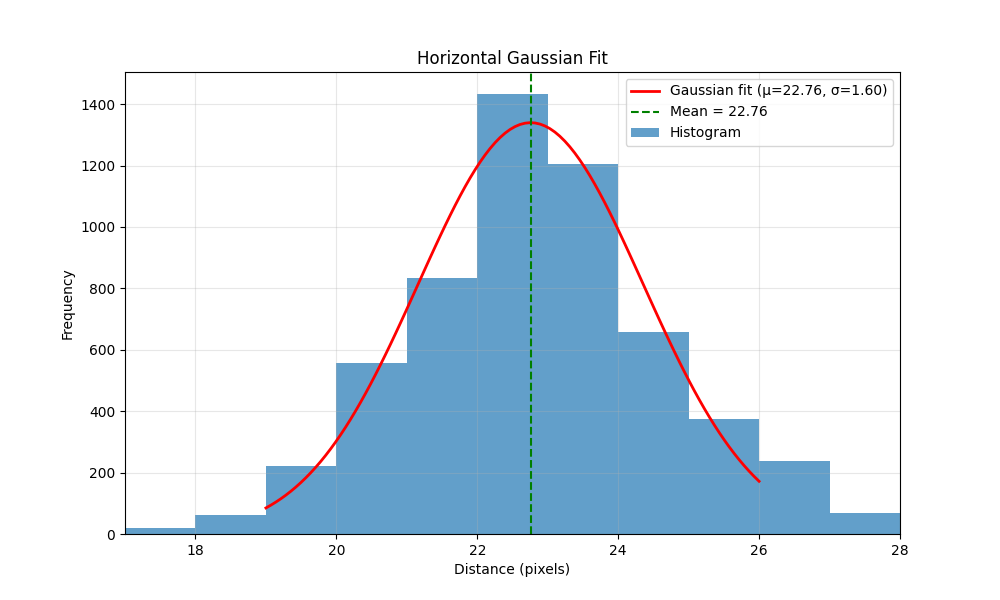 Horizontal Gaussian Fit
Gaussian fit (μ=22.76, σ=1.60)
Mean = 22.76
Histogram
1400
1200
1000
800
600
400
200
0
Frequency
18 20 22 24 26 28
Distance (pixels)